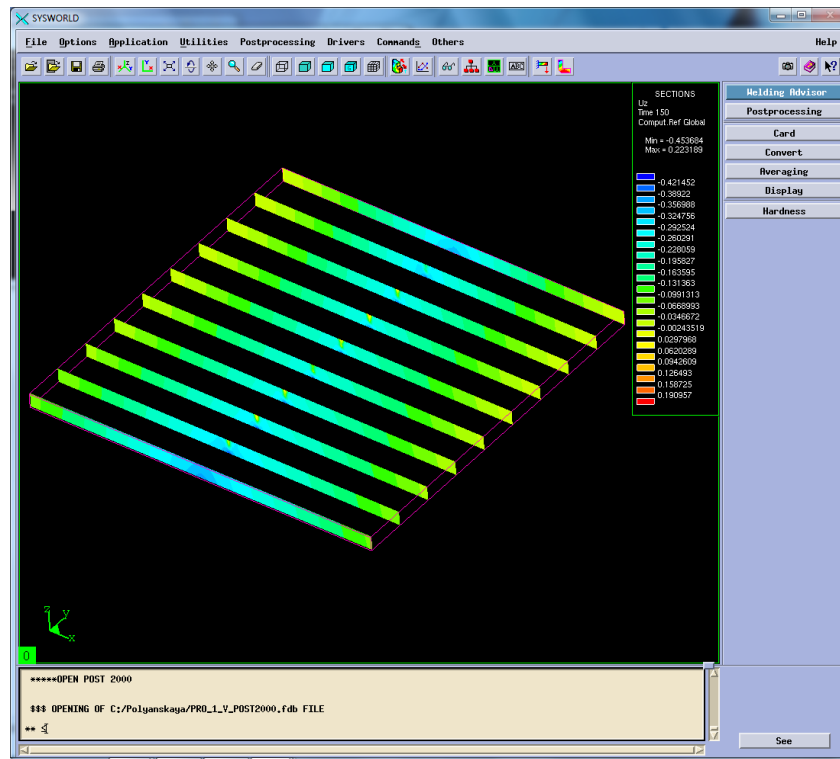 SYSWORLD
File Options Application Utilities Postprocessing Drivers Commands Others Help
SECTIONS
Uz
Time 150
Comput.Ref Global
Min = -0.453684
Max = 0.223189
-0.421452
-0.38922
-0.356988
-0.324756
-0.292524
-0.260291
-0.228059
-0.195827
-0.163595
-0.131363
-0.0991313
-0.0668993
-0.0346672
-0.00243519
0.0297968
0.0620289
0.0942609
0.126493
0.158725
0.190957
Welding Advisor
Postprocessing
Card
Convert
Averaging
Display
Hardness
Z
Y
X
0
*****OPEN POST 2000
$$$ OPENING OF C:/Polyanskaya/PRO_1_V_POST2000.fdb FILE
**
See